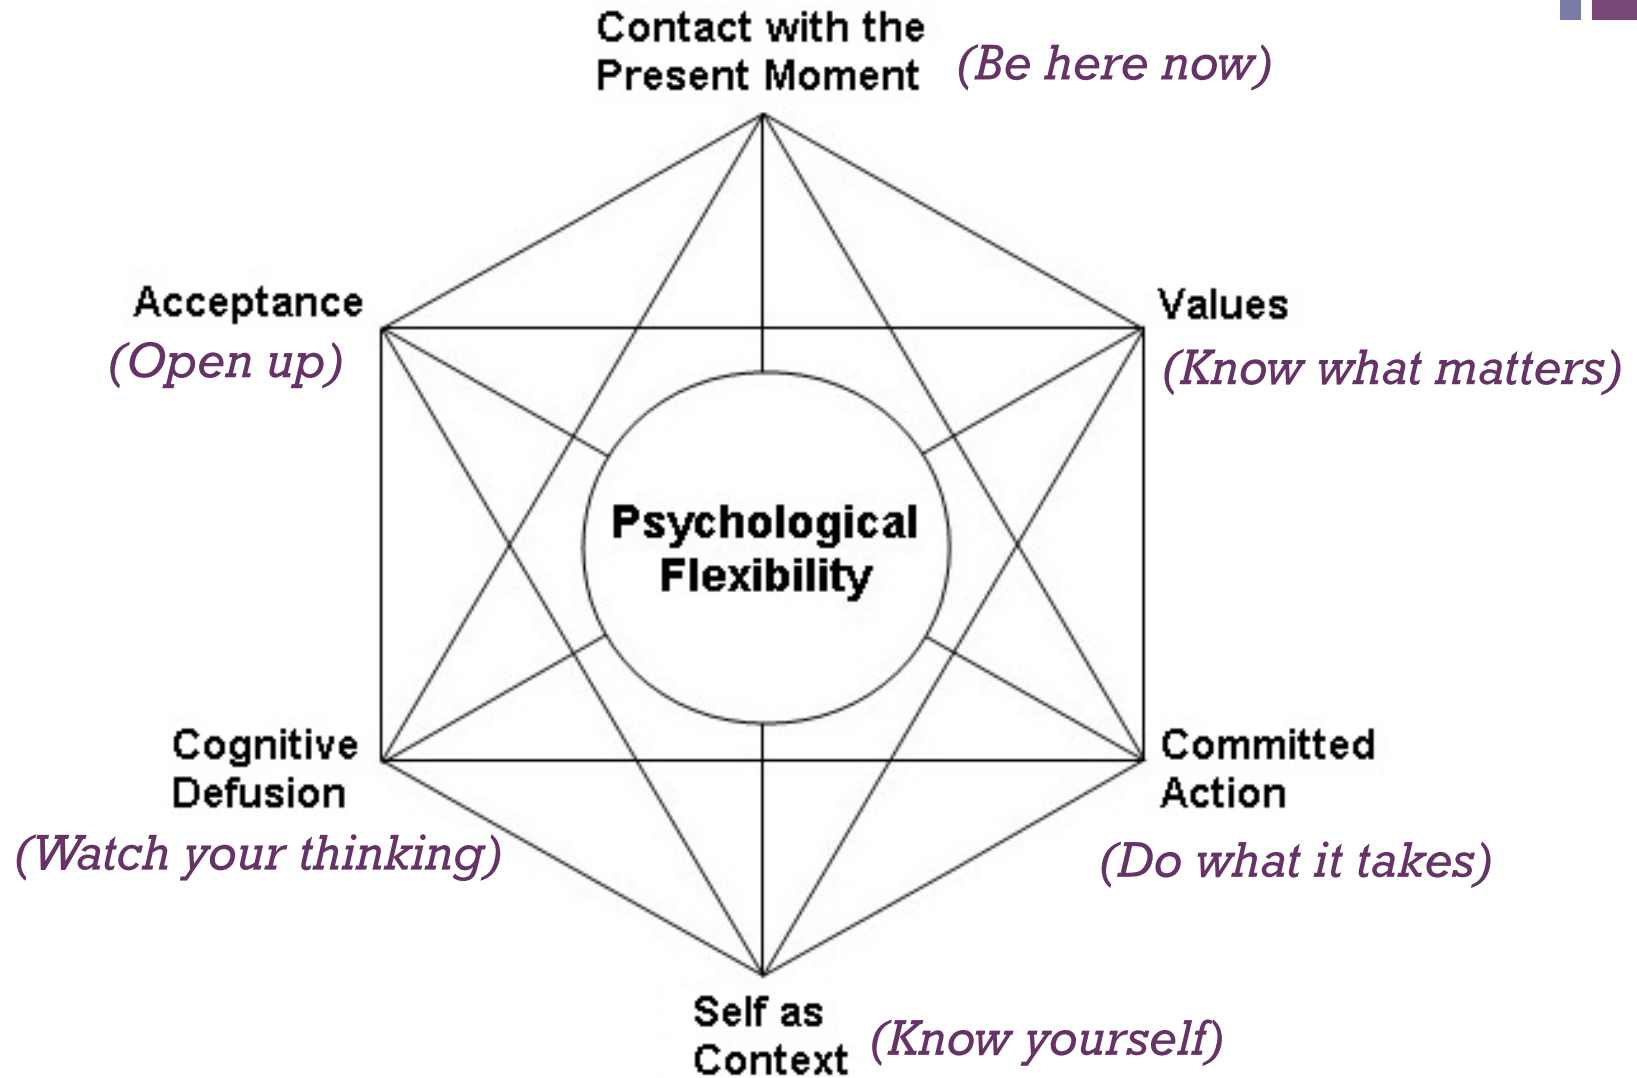 Contact with the
Present Moment
(Be here now)
Acceptance
(Open up)
Values
(Know what matters)
Psychological
Flexibility
Cognitive
Defusion
(Watch your thinking)
Committed
Action
(Do what it takes)
Self as
Context
(Know yourself)